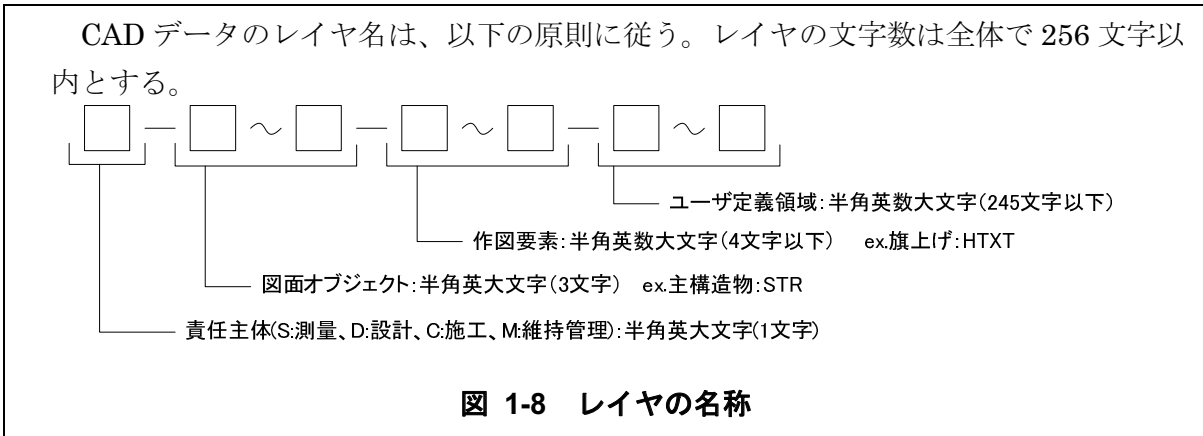 CAD データのレイヤ名は、以下の原則に従う。レイヤの文字数は全体で 256 文字以
内とする。
□―□～□―□～□―□～□
ユーザ定義領域:半角英数大文字(245文字以下)
作図要素:半角英数大文字(4文字以下) ex.旗上げ:HTXT
図面オブジェクト:半角英大文字(3文字) ex.主構造物:STR
責任主体(S:測量、D:設計、C:施工、M:維持管理):半角英大文字(1文字)
図 1-8 レイヤの名称